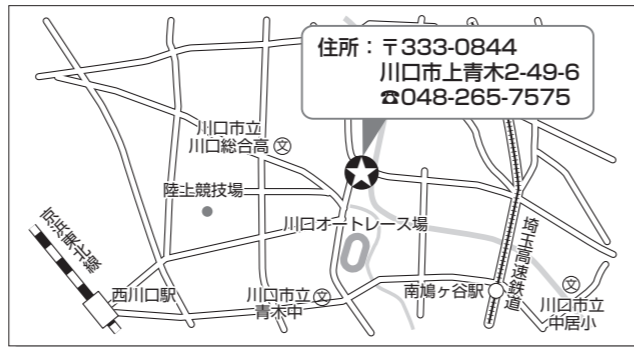 住所：〒333-0844
川口市上青木2-49-6
☎048-265-7575
川口市立
川口総合高 文
陸上競技場
川口オートレース場
京浜東北線
西川口駅
川口市立
青木中 文
南鳩ヶ谷駅
埼玉高速鉄道
文
川口市立
中居小